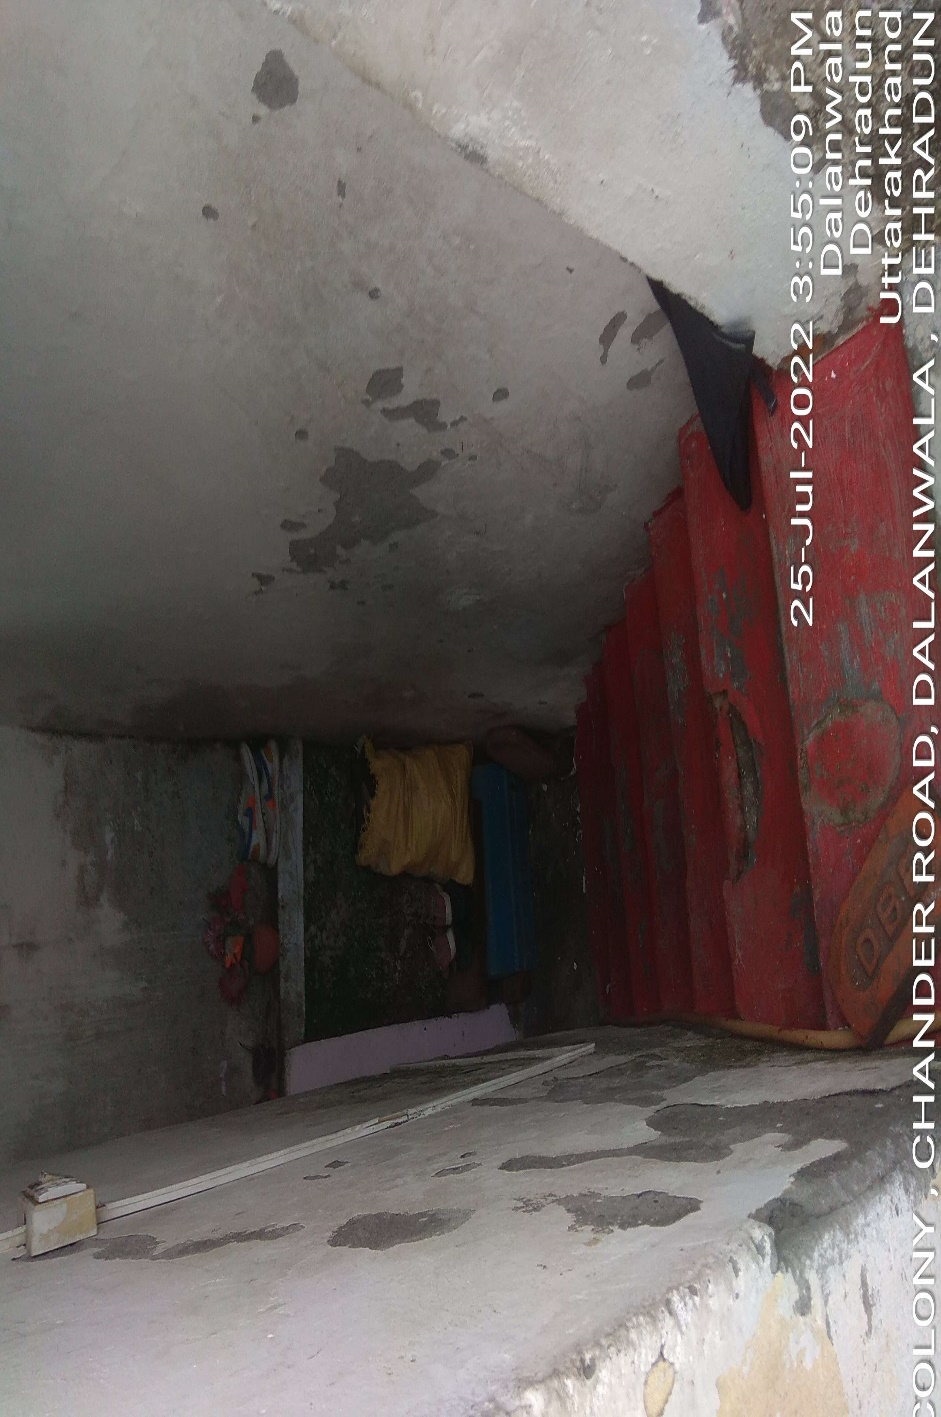 25-Jul-2022 3:55:09 PM
Dalanwala
Dehradun
Uttarakhand
COLONY , CHANDER ROAD, DALANWALA , DEHRADUN